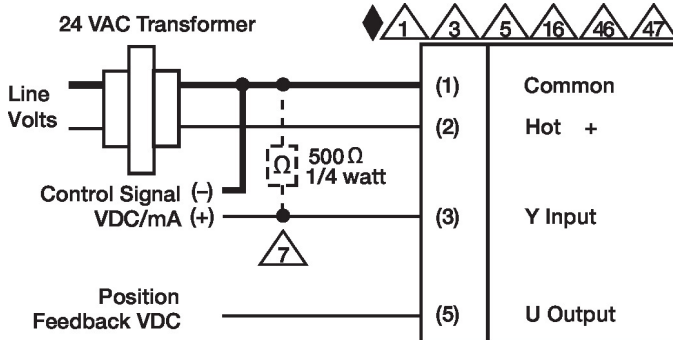 24 VAC Transformer
1 3 5 16 46 47
Line
Volts
(1) Common
(2) Hot +
Ω 500 Ω
1/4 watt
Control Signal (–)
VDC/mA (+)
(3) Y Input
7
Position
Feedback VDC
(5) U Output